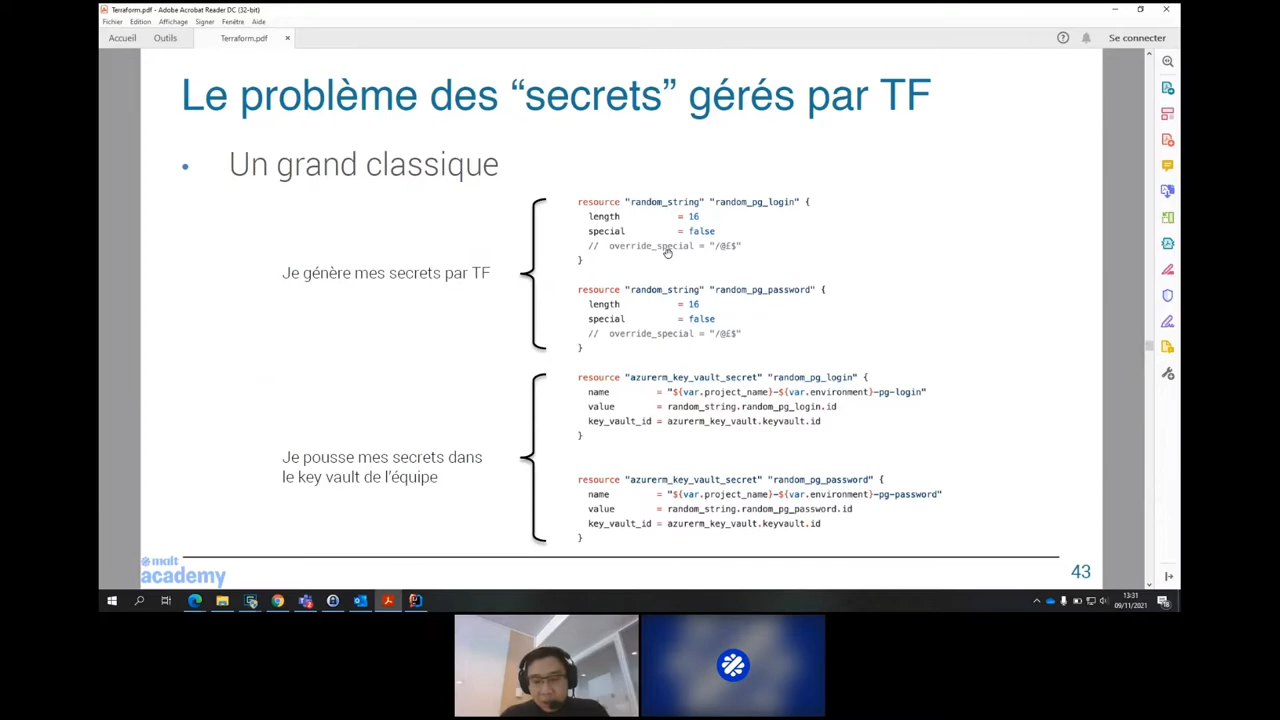 Terraform.pdf - Adobe Acrobat Reader DC (32-bit)
Fichier Edition Affichage Signer Fenêtre Aide
Accueil Outils Terraform.pdf × Se connecter
Le problème des “secrets” gérés par TF
• Un grand classique
Je génère mes secrets par TF
resource "random_string" "random_pg_login" {
length = 16
special = false
// override_special = "/@£$"
}
resource "random_string" "random_pg_password" {
length = 16
special = false
// override_special = "/@£$"
}
Je pousse mes secrets dans
le key vault de l’équipe
resource "azurerm_key_vault_secret" "random_pg_login" {
name = "${var.project_name}-${var.environment}-pg-login"
value = random_string.random_pg_login.id
key_vault_id = azurerm_key_vault.keyvault.id
}
resource "azurerm_key_vault_secret" "random_pg_password" {
name = "${var.project_name}-${var.environment}-pg-password"
value = random_string.random_pg_password.id
key_vault_id = azurerm_key_vault.keyvault.id
}
malt
academy
43
13:31
09/11/2021